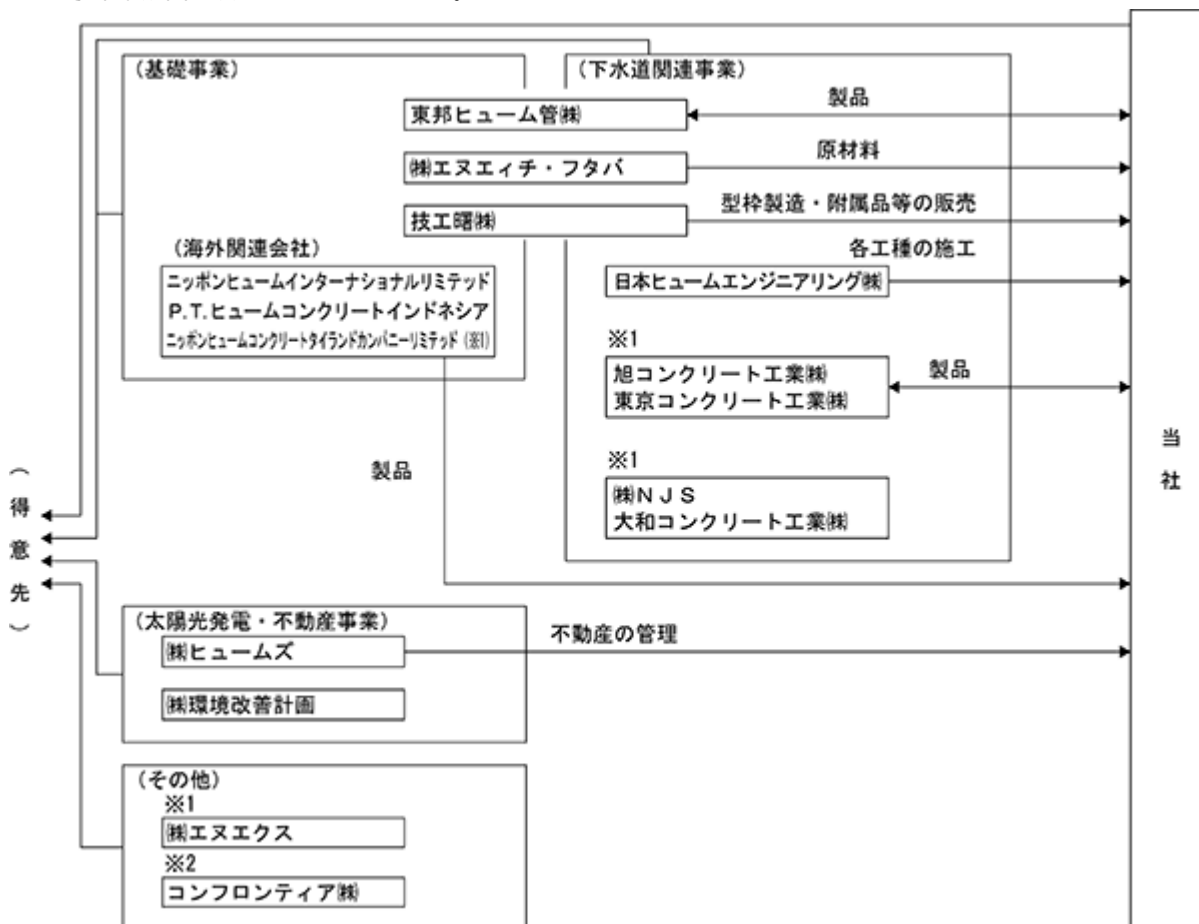 （基礎事業）
（下水道関連事業）
東邦ヒューム管㈱
製品
㈱エヌエィチ・フタバ
原材料
技工曙㈱
型枠製造・附属品等の販売
（海外関連会社）
ニッポンヒュームインターナショナルリミテッド
P.T.ヒュームコンクリートインドネシア
ニッポンヒュームコンクリートタイランドカンパニーリミテッド（※1）
各工種の施工
日本ヒュームエンジニアリング㈱
※1
旭コンクリート工業㈱
東京コンクリート工業㈱
製品
※1
㈱NJS
大和コンクリート工業㈱
製品
当社
（得意先）
（太陽光発電・不動産事業）
㈱ヒュームズ
不動産の管理
㈱環境改善計画
（その他）
※1
㈱エヌエクス
※2
コンフロンティア㈱